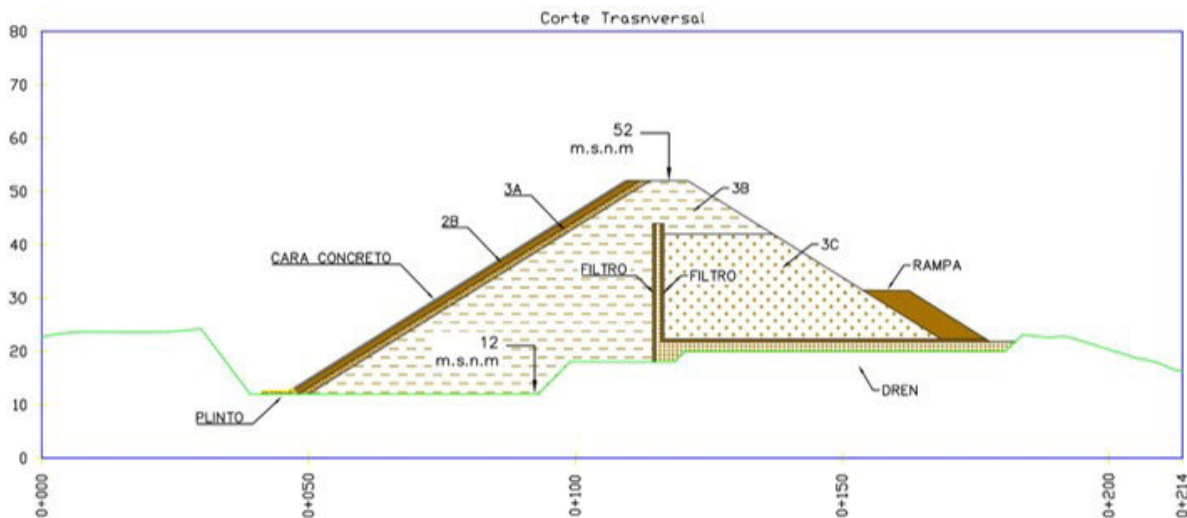 Corte Trasnversal
80
70
60
50
40
30
20
10
0
52
m.s.n.m
3B
3A
2B
3C
CARA CONCRETO
FILTRO
FILTRO
RAMPA
12
m.s.n.m
DREN
PLINTO
0+000
0+050
0+100
0+150
0+200
0+214